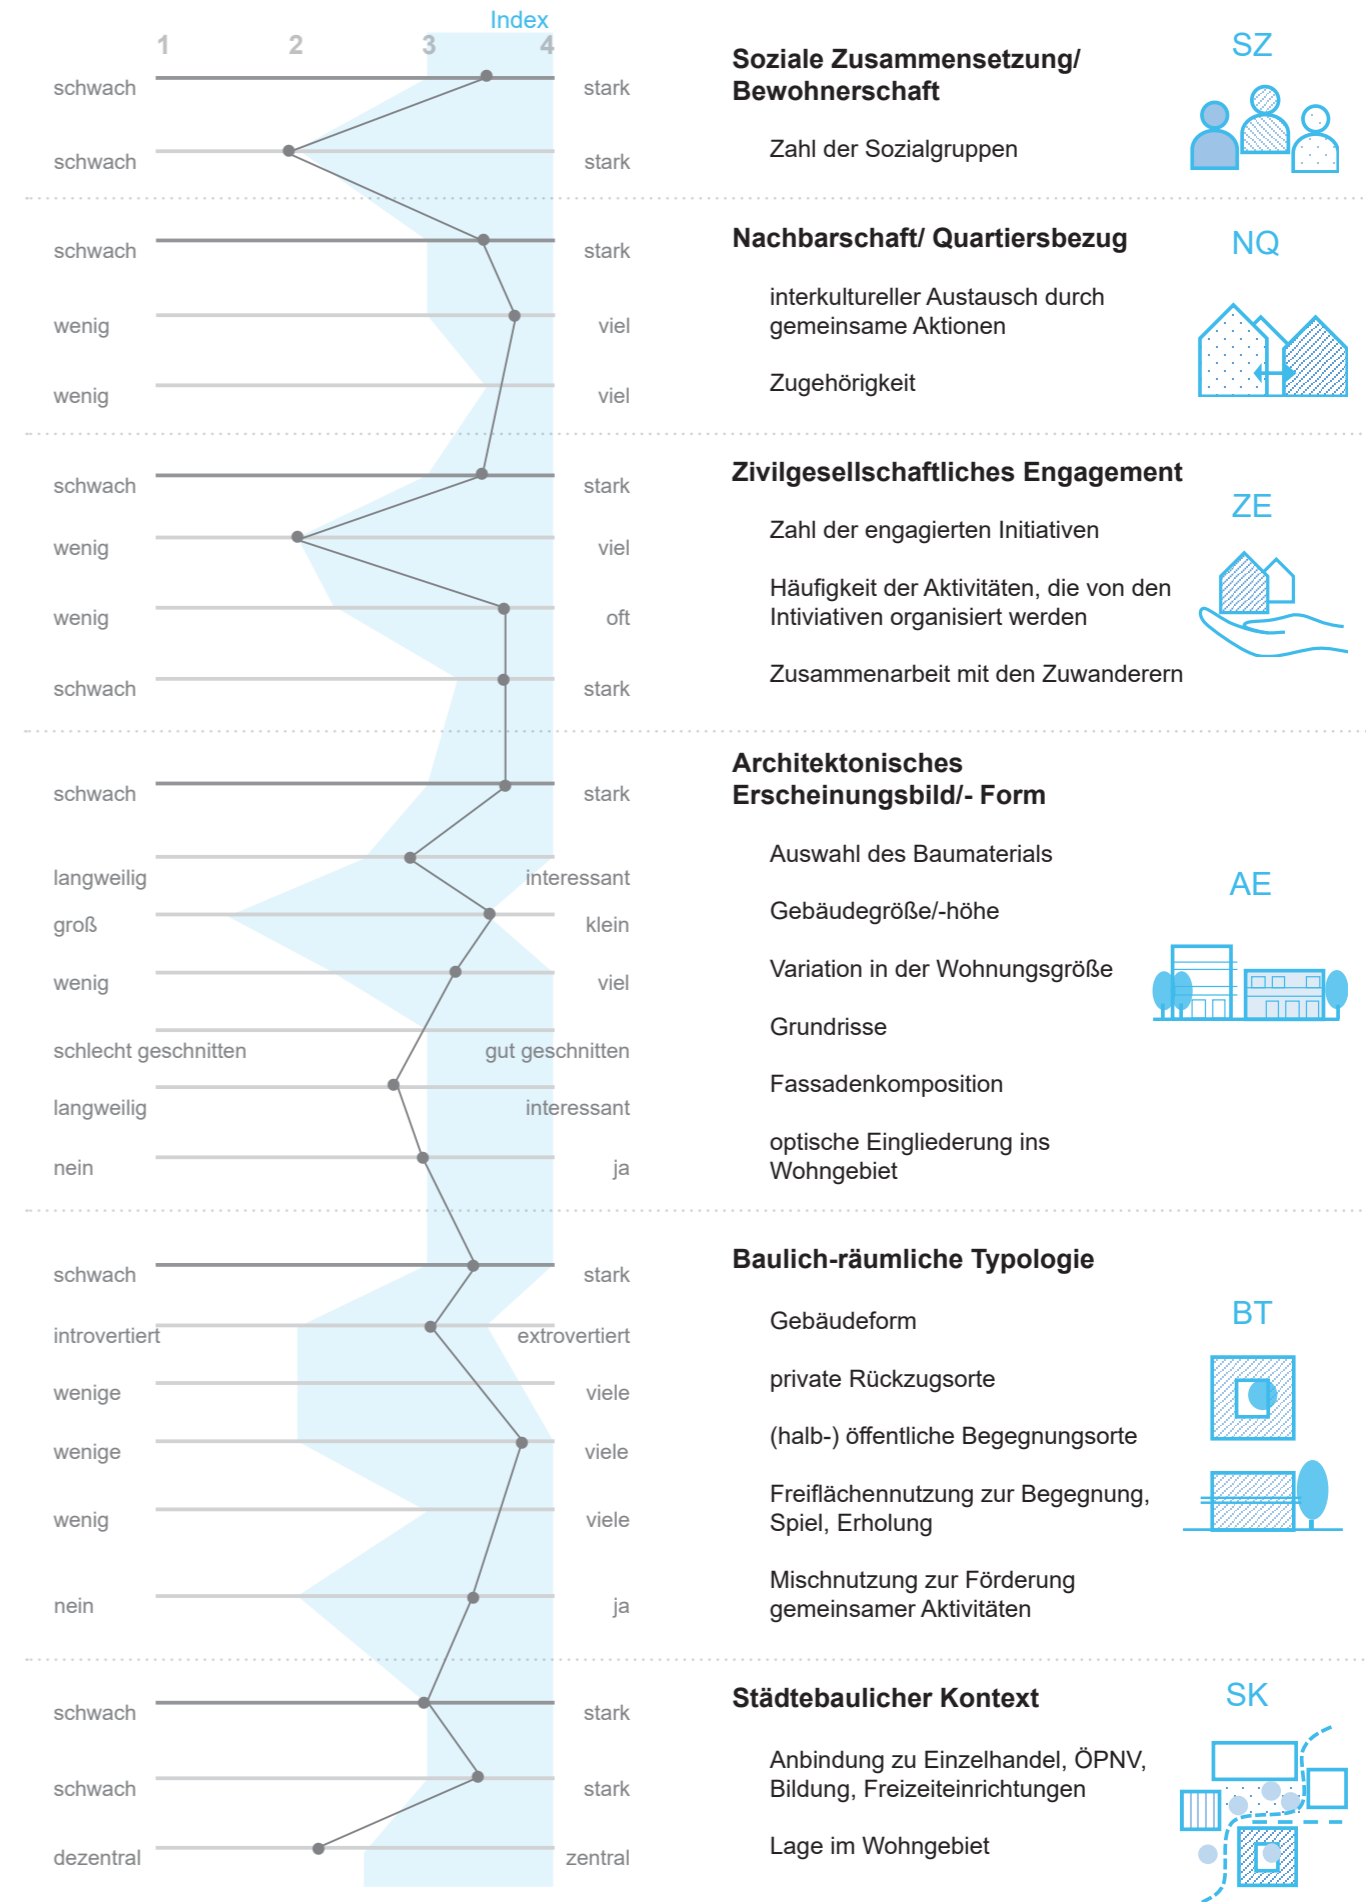 Index
1 2 3 4
schwach stark
schwach stark
Soziale Zusammensetzung/
Bewohnerschaft
Zahl der Sozialgruppen
SZ
schwach stark
wenig viel
wenig viel
Nachbarschaft/ Quartiersbezug
interkultureller Austausch durch
gemeinsame Aktionen
Zugehörigkeit
NQ
schwach stark
wenig viel
wenig oft
schwach stark
Zivilgesellschaftliches Engagement
Zahl der engagierten Initiativen
Häufigkeit der Aktivitäten, die von den
Intiviativen organisiert werden
Zusammenarbeit mit den Zuwanderern
ZE
schwach stark
langweilig interessant
groß klein
wenig viel
schlecht geschnitten gut geschnitten
langweilig interessant
nein ja
Architektonisches
Erscheinungsbild/- Form
Auswahl des Baumaterials
Gebäudegröße/-höhe
Variation in der Wohnungsgröße
Grundrisse
Fassadenkomposition
optische Eingliederung ins
Wohngebiet
AE
schwach stark
introvertiert extrovertiert
wenige viele
wenige viele
wenig viele
nein ja
Baulich-räumliche Typologie
Gebäudeform
private Rückzugsorte
(halb-) öffentliche Begegnungsorte
Freiflächennutzung zur Begegnung,
Spiel, Erholung
Mischnutzung zur Förderung
gemeinsamer Aktivitäten
BT
schwach stark
schwach stark
dezentral zentral
Städtebaulicher Kontext
Anbindung zu Einzelhandel, ÖPNV,
Bildung, Freizeiteinrichtungen
Lage im Wohngebiet
SK